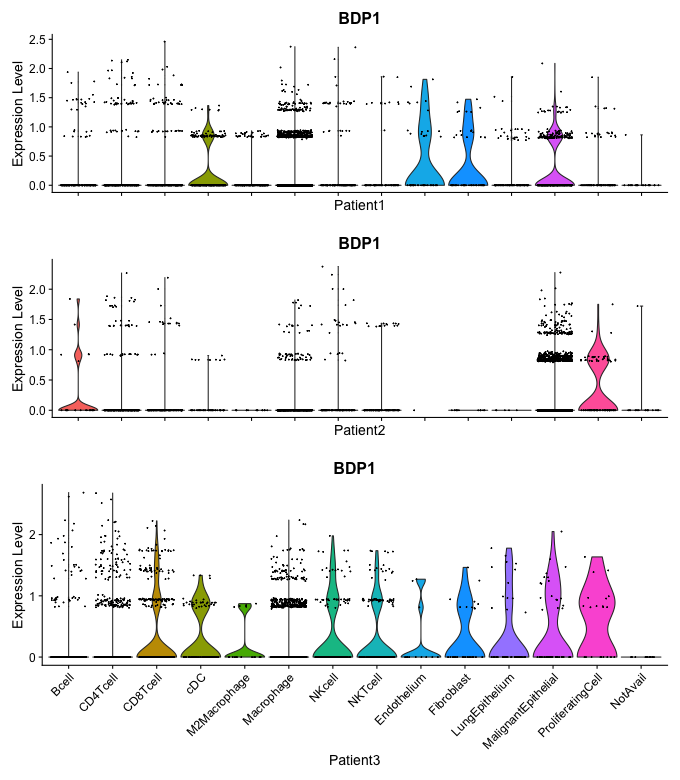 BDP1
Expression Level
2.5
2.0
1.5
1.0
0.5
0.0
Patient1
BDP1
Expression Level
2.0
1.5
1.0
0.5
0.0
Patient2
BDP1
Expression Level
2
1
0
Bcell
CD4Tcell
CD8Tcell
cDC
M2Macrophage
Macrophage
NKcell
NKTcell
Endothelium
Fibroblast
LungEpithelium
MalignantEpithelial
ProliferatingCell
NotAvail
Patient3